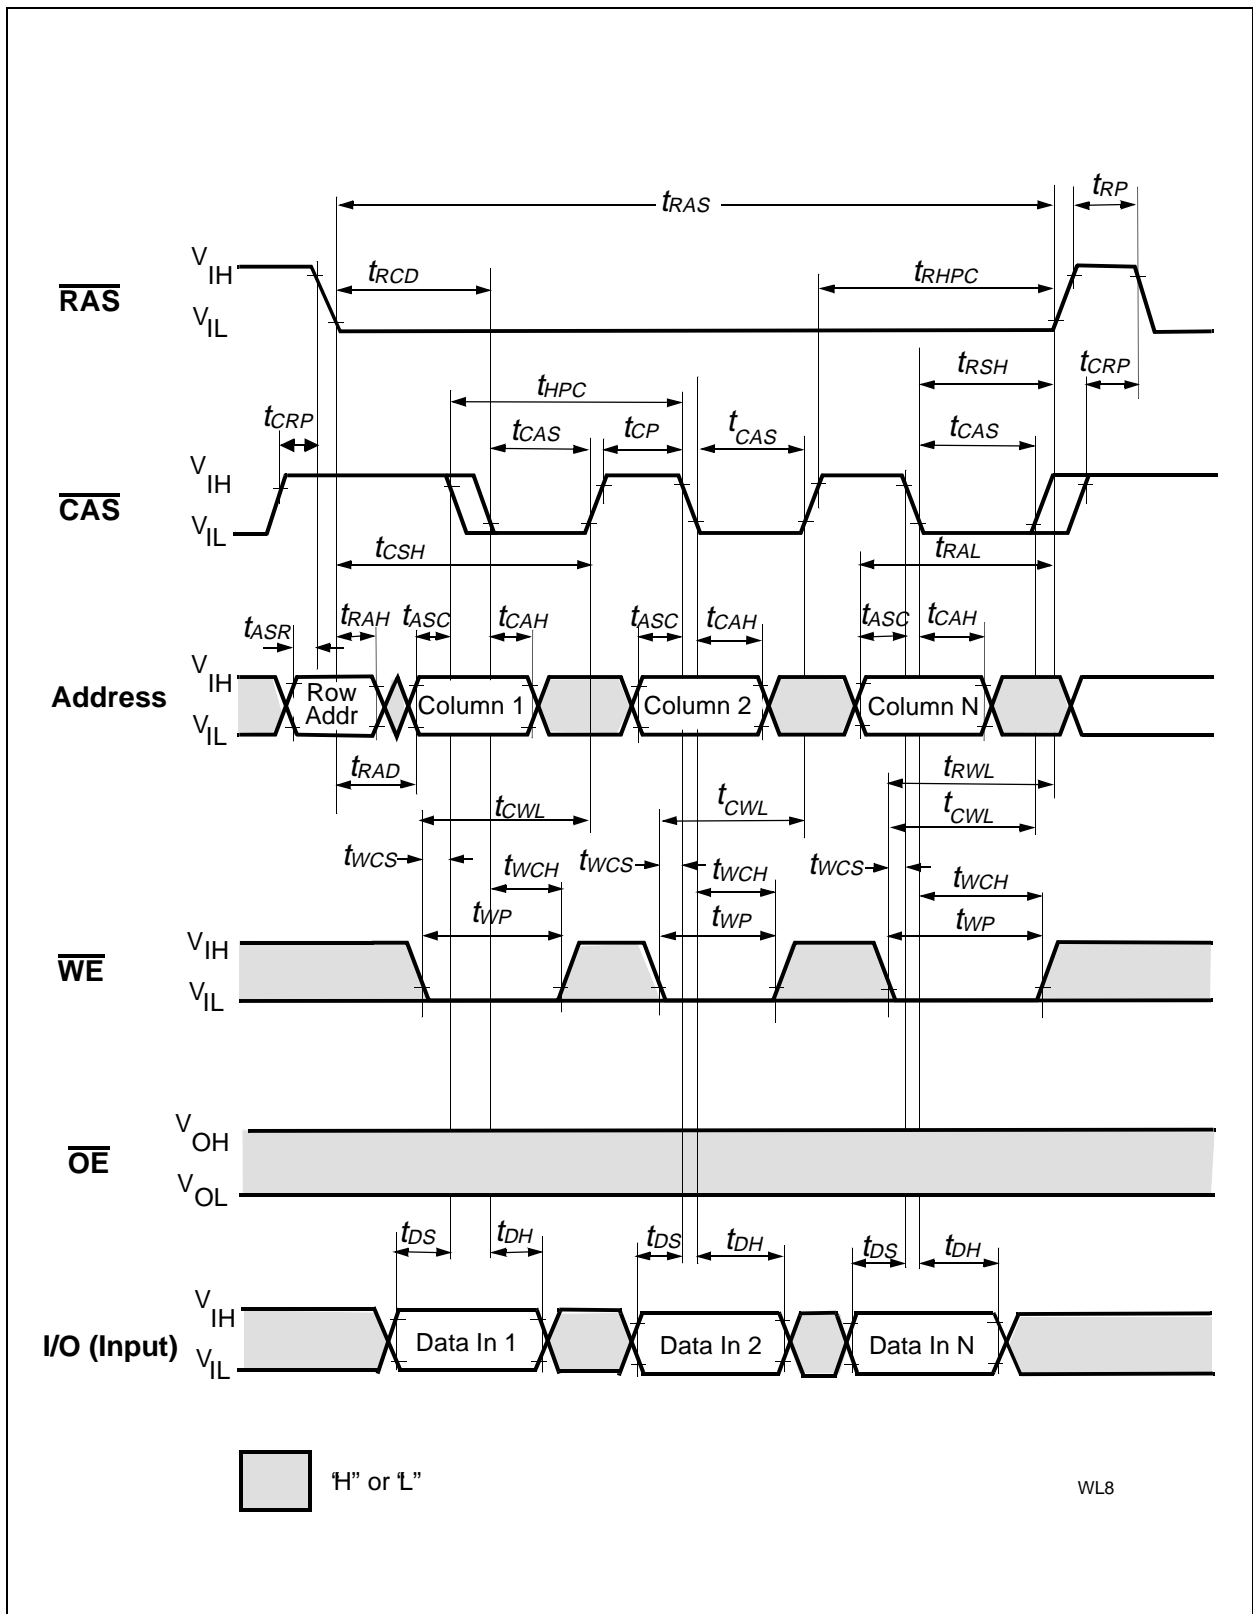 tRP
tRAS
VIH
tRCD
tRHPC
RAS
VIL
tRSH
tCRP
tHPC
tCRP
tCAS
tCP
tCAS
tCAS
VIH
CAS
VIL
tCSH
tRAL
tASR
tRAH
tASC
tCAH
tASC
tCAH
tASC
tCAH
VIH
Address
Row
Addr
Column 1
Column 2
Column N
VIL
tRAD
tRWL
tCWL
tCWL
tCWL
tWCS
tWCH
tWCS
tWCH
tWCS
tWCH
tWP
tWP
tWP
VIH
WE
VIL
VOH
OE
VOL
tDS
tDH
tDS
tDH
tDS
tDH
VIH
I/O (Input)
Data In 1
Data In 2
Data In N
VIL
“H” or “L”
WL8